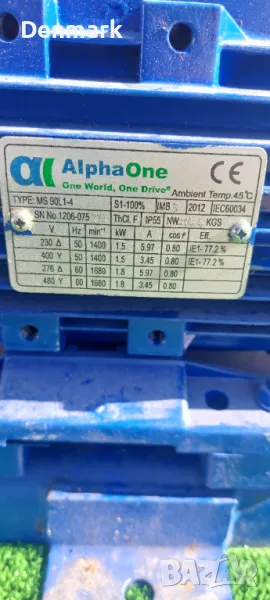 Denmark
AlphaOne
One World, One Drive®
CE
Ambient Temp. 45℃
TYPE: MS 90L1-4 S1-100% IMB 2012 IEC60034
SN No. 1206-075 ThCl. F IP55 NW. KGS
V Hz min⁻¹ kW A cos φ Eff.
230 Δ 50 1400 1.5 5.97 0.80 IE1- 77.2 %
400 Y 50 1400 1.5 3.45 0.80 IE1- 77.2 %
276 Δ 60 1680 1.8 5.97 0.80
480 Y 60 1680 1.8 3.45 0.80
bazar.bg